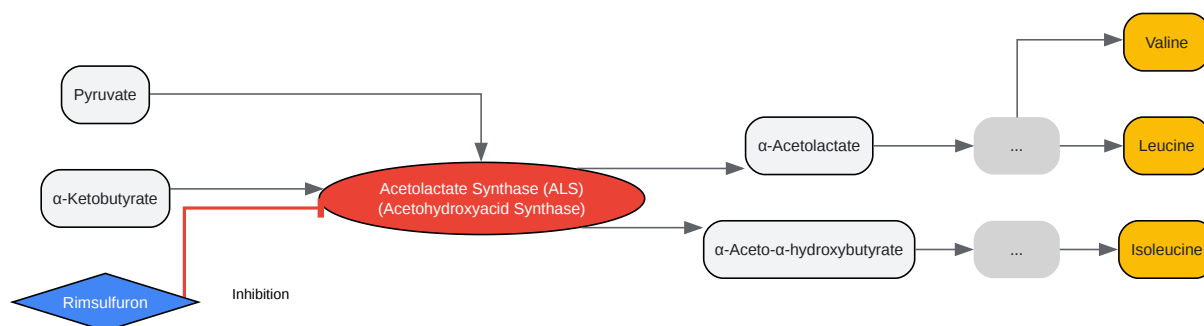 Valine
Pyruvate
α-Acetolactate
...
Leucine
α-Ketobutyrate
Acetolactate Synthase (ALS)
(Acetohydroxyacid Synthase)
α-Aceto-α-hydroxybutyrate
...
Isoleucine
Rimsulfuron
Inhibition